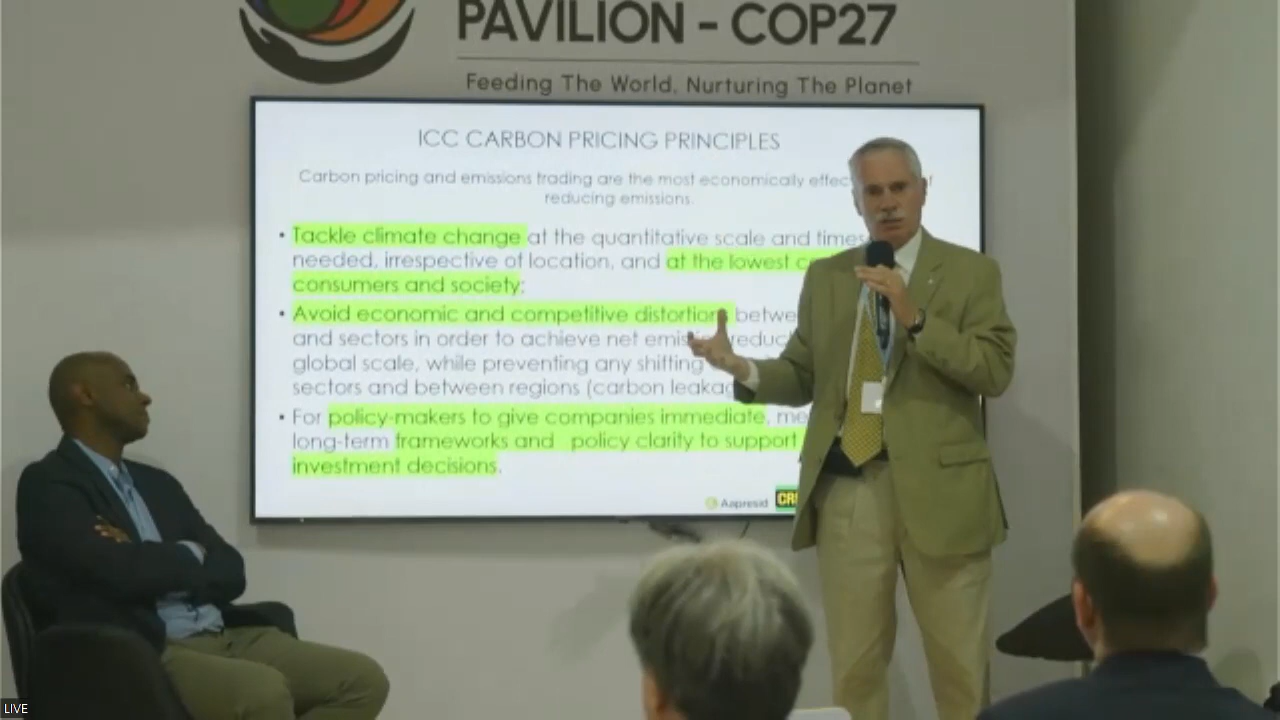 PAVILION - COP27
Feeding The World, Nurturing The Planet
ICC CARBON PRICING PRINCIPLES
Carbon pricing and emissions trading are the most economically
reducing emissions.
• Tackle climate change at the quantitative scale and
needed, irrespective of location, and at the lowest
consumers and society;
• Avoid economic and competitive distortions
and sectors in order to achieve net
global scale, while preventing any shifting
sectors and between regions (carbon
• For policy-makers to give companies immediate,
long-term frameworks and policy clarity to support
investment decisions.
Aapresid
LIVE